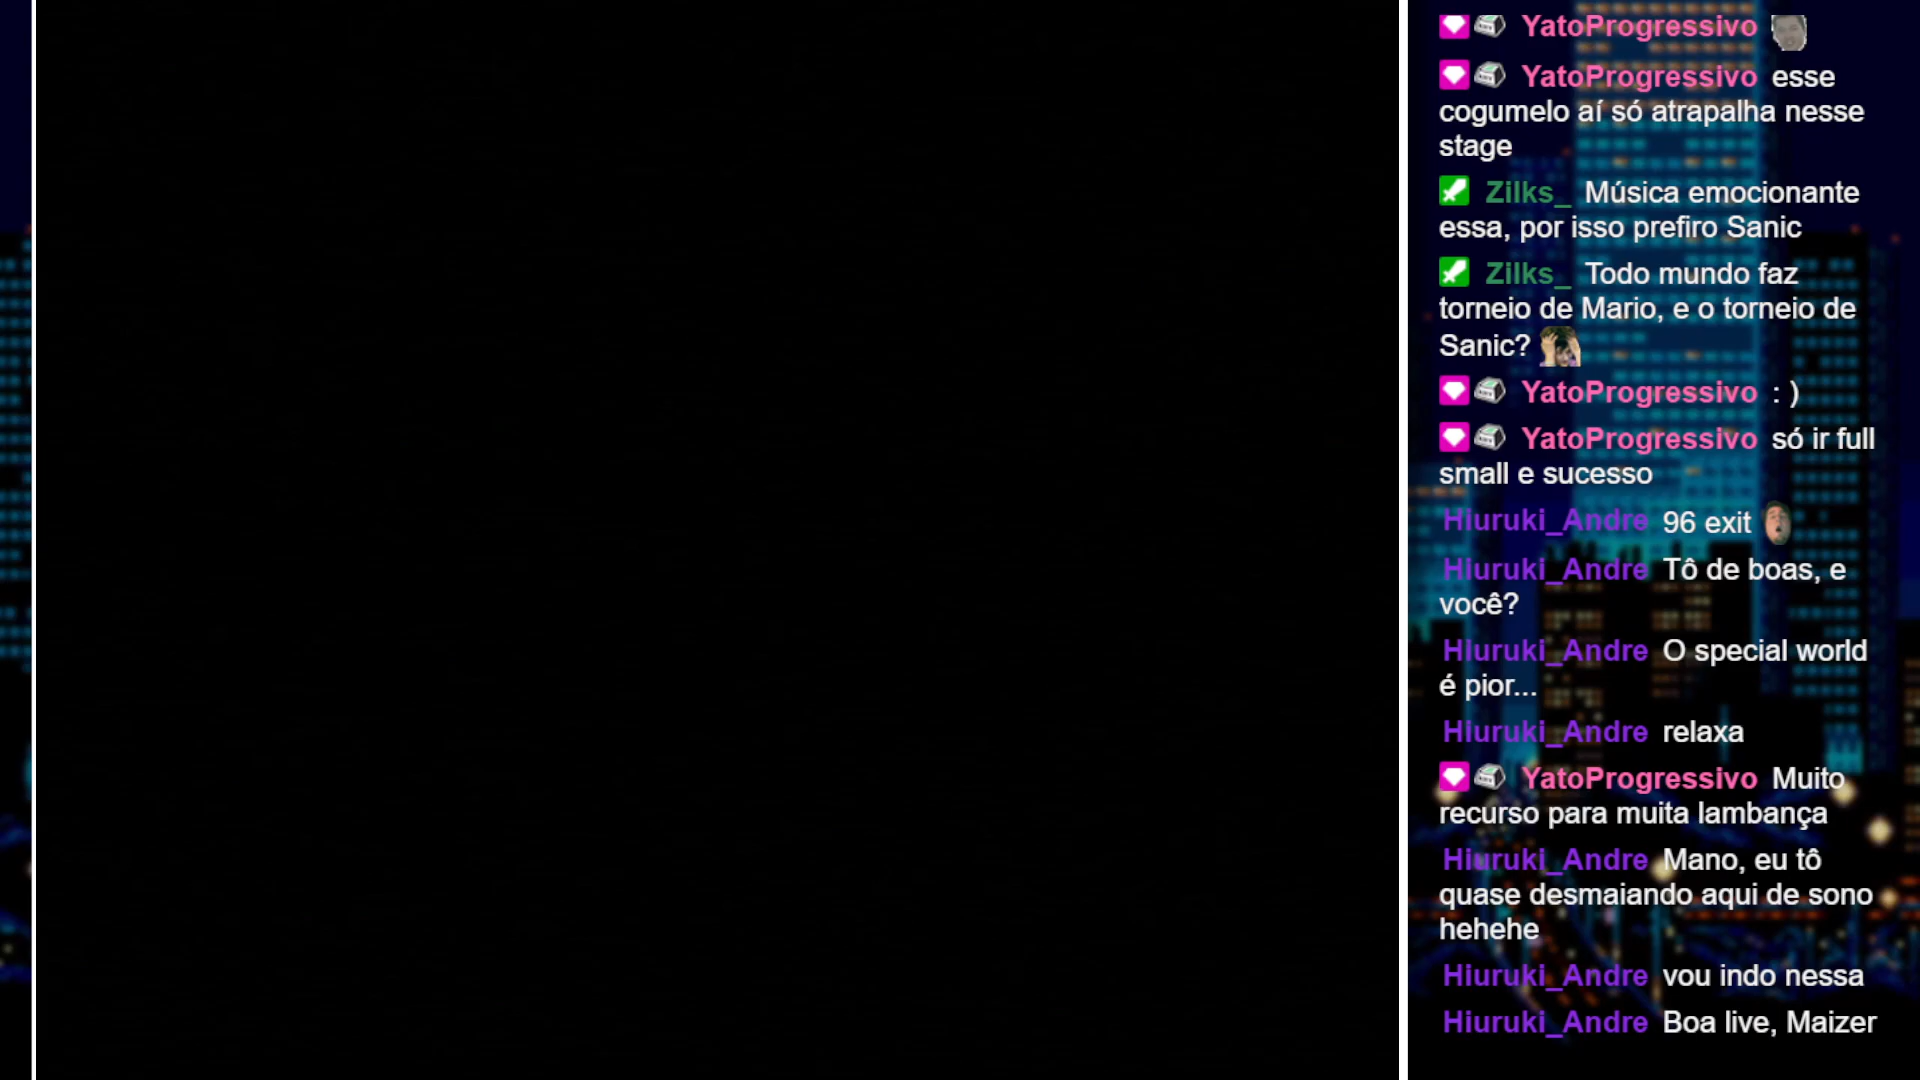 YatoProgressivo
YatoProgressivo esse
cogumelo aí só atrapalha nesse
stage
Zilks_ Música emocionante
essa, por isso prefiro Sanic
Zilks_ Todo mundo faz
torneio de Mario, e o torneio de
Sanic?
YatoProgressivo : )
YatoProgressivo só ir full
small e sucesso
Hiuruki_Andre 96 exit
Hiuruki_Andre Tô de boas, e
você?
Hiuruki_Andre O special world
é pior...
Hiuruki_Andre relaxa
YatoProgressivo Muito
recurso para muita lambança
Hiuruki_Andre Mano, eu tô
quase desmaiando aqui de sono
hehehe
Hiuruki_Andre vou indo nessa
Hiuruki_Andre Boa live, Maizer